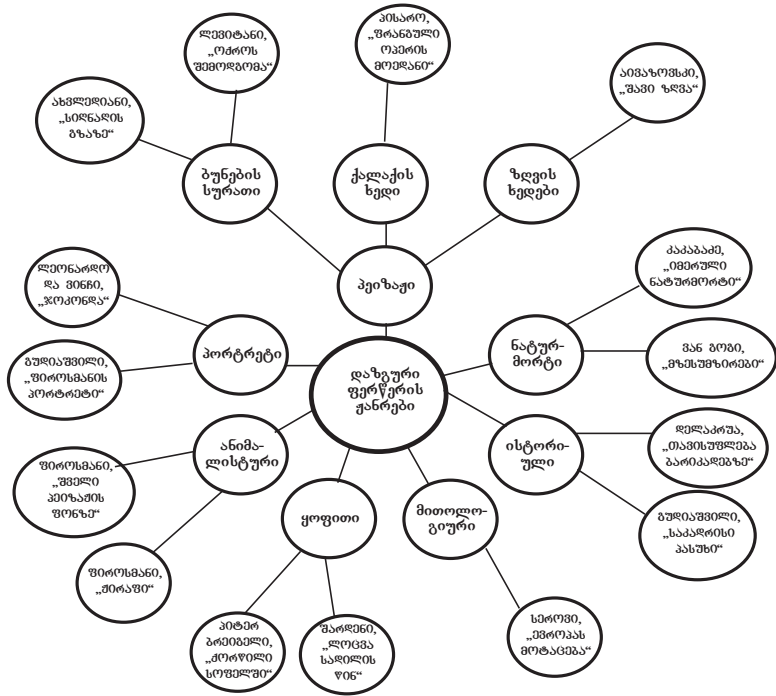 ლევიტანი,
„ოქროს
შემოდგომა“
პისარო,
„ფრანგული
ოპერის
მოედანი“
აივაზოვსკი,
„შავი ზღვა“
ახვლედიანი,
„სიღნაღის
გზაზე“
ბუნების
სურათი
ქალაქის
ხედი
ზღვის
ხედები
პეიზაჟი
კაკაბაძე,
„იმერული
ნატურმორტი“
ლეონარდო
და ვინჩი,
„ჯოკონდა“
პორტრეტი
ნატურ-
მორტი
ვან გოგი,
„მზესუმზირები“
გუდიაშვილი,
„ფიროსმანის
პორტრეტი“
დაზგური
ფერწერის
ჟანრები
ანიმა-
ლისტური
ისტორი-
ული
დელაკრუა,
„თავისუფლება
ბარიკადებზე“
ფიროსმანი,
„შველი
პეიზაჟის
ფონზე“
ყოფითი
მითოლო-
გიური
გუდიაშვილი,
„საკადრისი
პასუხი“
ფიროსმანი,
„ჟირაფი“
პიტერ
ბრეიგელი,
„ქორწილი
სოფელში“
შარდენი,
„ლოცვა
სადილის
წინ“
სეროვი,
„ევროპას
მოტაცება“